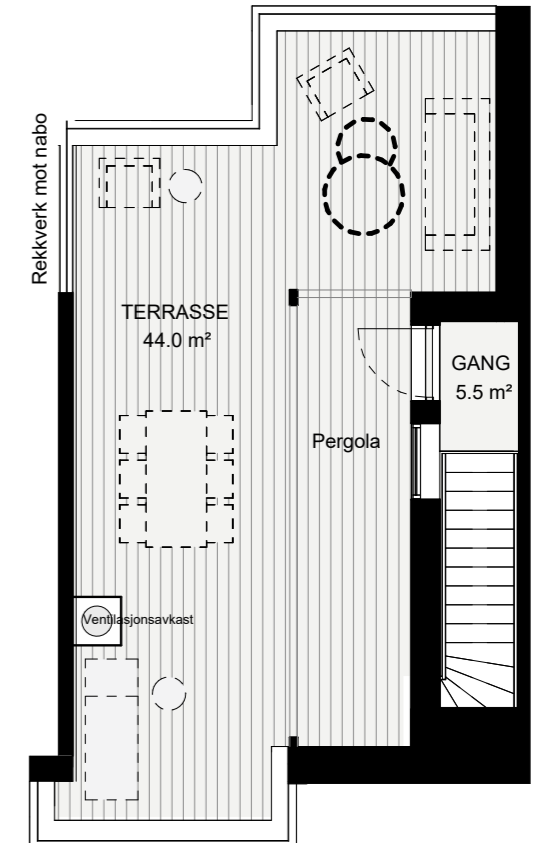 Rekkverk mot nabo
TERRASSE
44.0 m²
GANG
5.5 m²
Pergola
Ventilasjonsavkast